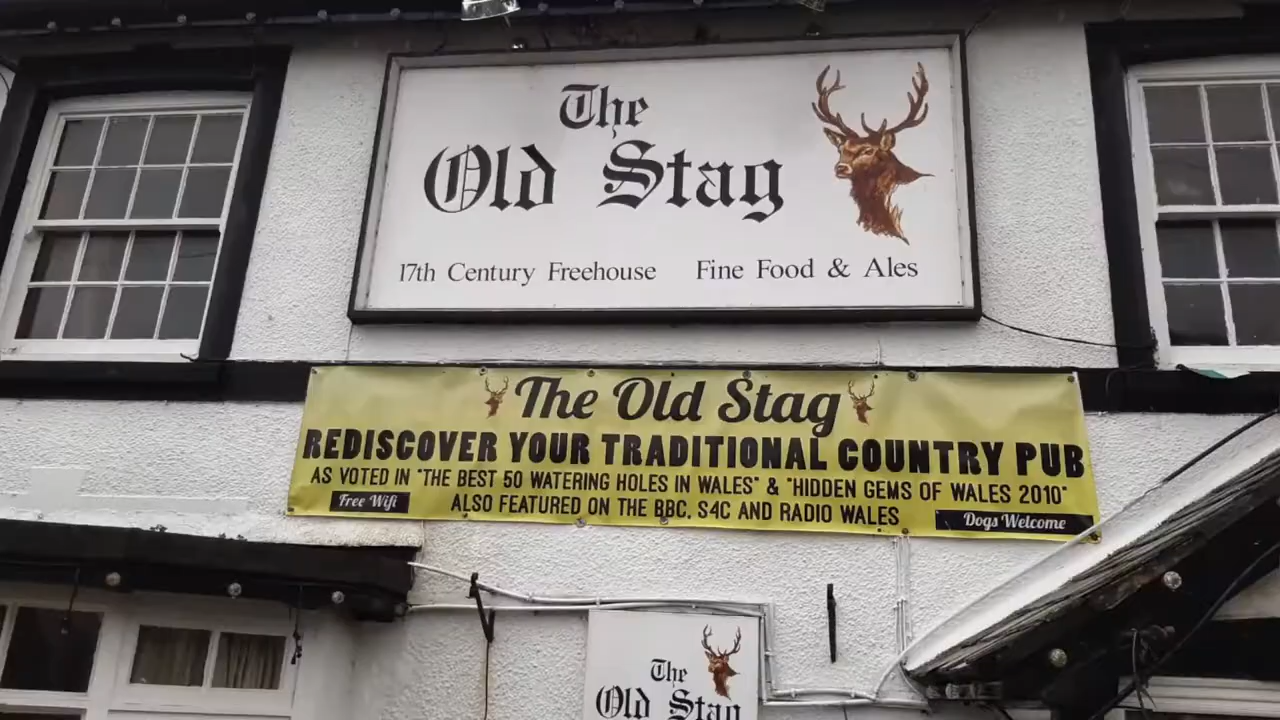 The
Old Stag
17th Century Freehouse Fine Food & Ales
The Old Stag
REDISCOVER YOUR TRADITIONAL COUNTRY PUB
AS VOTED IN "THE BEST 50 WATERING HOLES IN WALES" & "HIDDEN GEMS OF WALES 2010"
Free Wifi ALSO FEATURED ON THE BBC, S4C AND RADIO WALES Dogs Welcome
The
Old Stag